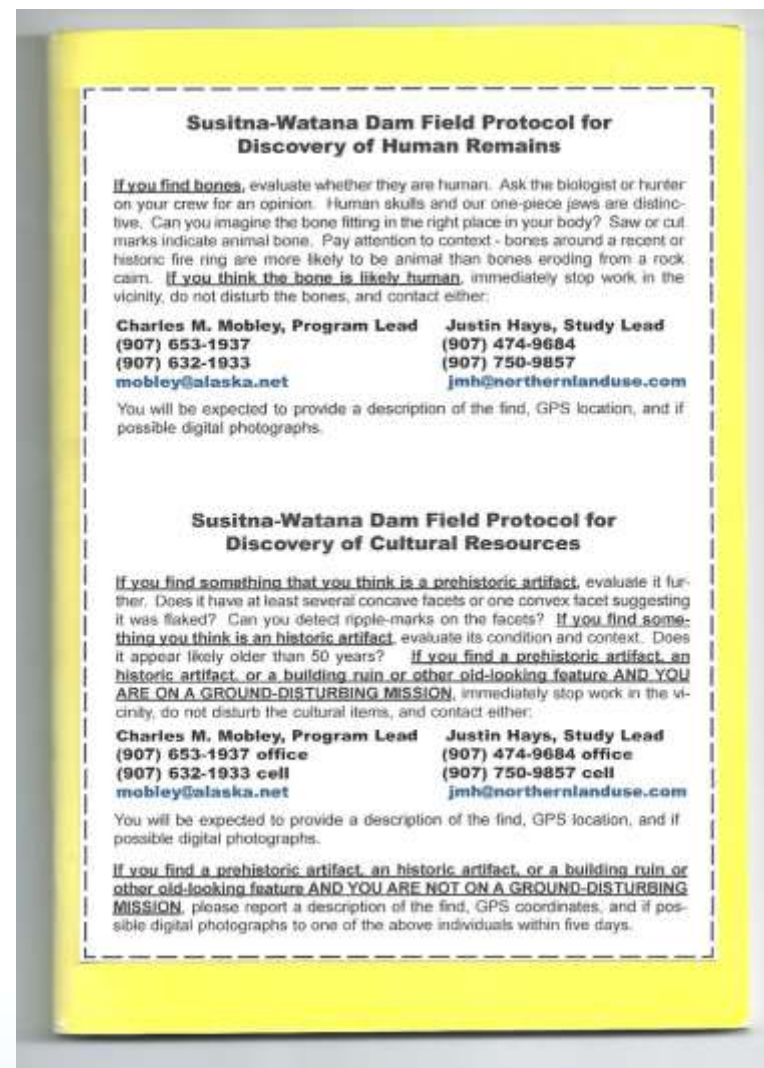 Susitna-Watana Dam Field Protocol for
Discovery of Human Remains
If you find bones, evaluate whether they are human. Ask the biologist or hunter
on your crew for an opinion. Human skulls and our one-piece jews are distinc-
tive. Can you imagine the bone fitting in the right place in your body? Saw or cut
marks indicate animal bone. Pay attention to context - bones around a recent or
historic fire ring are more likely to be animal than bones eroding from a rock
cairn. If you think the bone is likely human, immediately stop work in the
vicinity, do not disturb the bones, and contact either:
Charles M. Mobley, Program Lead Justin Hays, Study Lead
(907) 653-1937 (907) 474-9684
(907) 632-1933 (907) 750-9857
mobley@alaska.net jmh@northernlanduse.com
You will be expected to provide a description of the find, GPS location, and if
possible digital photographs.
Susitna-Watana Dam Field Protocol for
Discovery of Cultural Resources
If you find something that you think is a prehistoric artifact, evaluate it fur-
ther. Does it have at least several concave facets or one convex facet suggesting
it was flaked? Can you detect ripple-marks on the facets? If you find some-
thing you think is an historic artifact, evaluate its condition and context. Does
it appear likely older than 50 years? If you find a prehistoric artifact, an
historic artifact, or a building ruin or other old-looking feature AND YOU
ARE ON A GROUND-DISTURBING MISSION, immediately stop work in the vi-
cinity, do not disturb the cultural items, and contact either:
Charles M. Mobley, Program Lead Justin Hays, Study Lead
(907) 653-1937 office (907) 474-9684 office
(907) 632-1933 cell (907) 750-9857 cell
mobley@alaska.net jmh@northernlanduse.com
You will be expected to provide a description of the find, GPS location, and if
possible digital photographs.
If you find a prehistoric artifact, an historic artifact, or a building ruin or
other old-looking feature AND YOU ARE NOT ON A GROUND-DISTURBING
MISSION, please report a description of the find, GPS coordinates, and if pos-
sible digital photographs to one of the above individuals within five days.